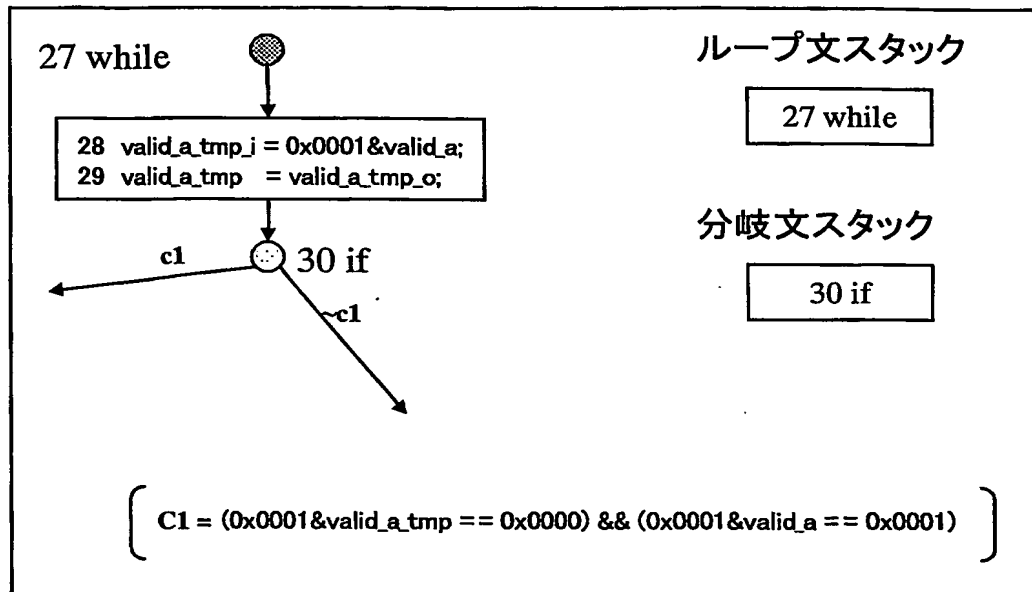 27 while
28 valid_a_tmp_i = 0x0001&valid_a;
29 valid_a_tmp = valid_a_tmp_o;
c1
30 if
~c1
ループ文スタック
27 while
分岐文スタック
30 if
C1 = (0x0001&valid_a_tmp == 0x0000) && (0x0001&valid_a == 0x0001)